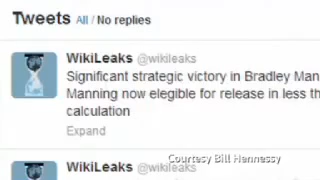 Tweets All / No replies
WikiLeaks @wikileaks
Significant strategic victory in Bradley Man
Manning now elegible for release in less th
calculation
Expand
Courtesy Bill Hennessy
WikiLeaks @wikileaks